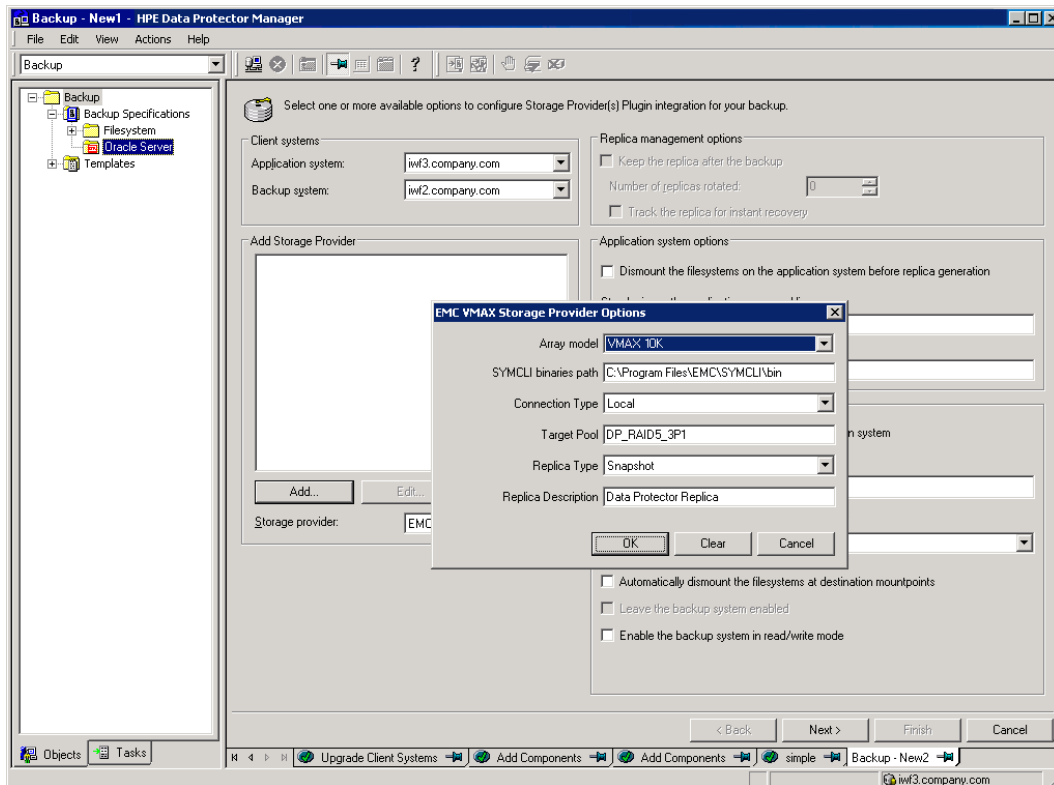 Backup - New1 - HPE Data Protector Manager
File Edit View Actions Help
Backup
Backup
Backup Specifications
Filesystem
Oracle Server
Templates
Select one or more available options to configure Storage Provider(s) Plugin integration for your backup.
Client systems
Application system: iwf3.company.com
Backup system: iwf2.company.com
Replica management options
Keep the replica after the backup
Number of replicas rotated: 0
Track the replica for instant recovery
Add Storage Provider
Application system options
Dismount the filesystems on the application system before replica generation
EMC VMAX Storage Provider Options
Array model VMAX 10K
SYMCLI binaries path C:\Program Files\EMC\SYMCLI\bin
Connection Type Local
Target Pool DP_RAID5_3P1
n system
Replica Type Snapshot
Replica Description Data Protector Replica
Add... Edit...
Storage provider: EMC
OK Clear Cancel
Automatically dismount the filesystems at destination mountpoints
Leave the backup system enabled
Enable the backup system in read/write mode
< Back Next > Finish Cancel
Objects Tasks
Upgrade Client Systems Add Components Add Components simple Backup - New2
iwf3.company.com